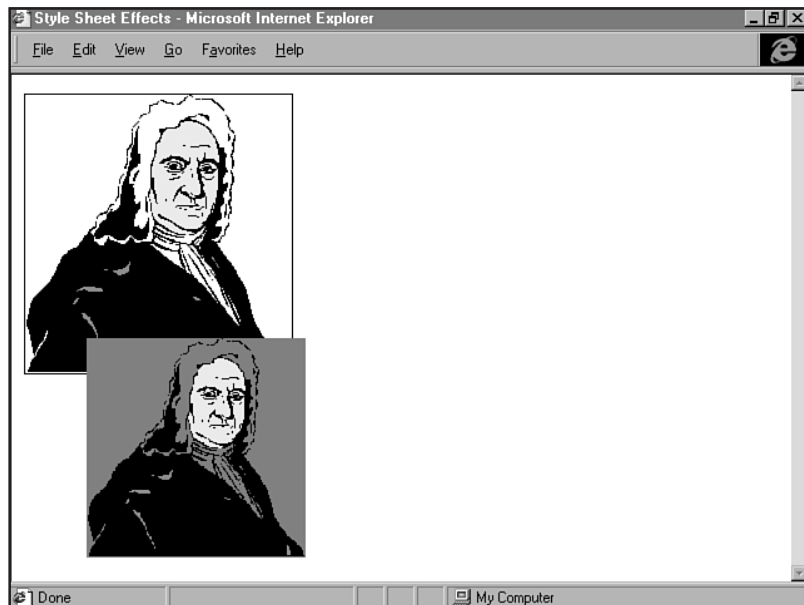 Style Sheet Effects - Microsoft Internet Explorer
File Edit View Go Favorites Help
Done My Computer